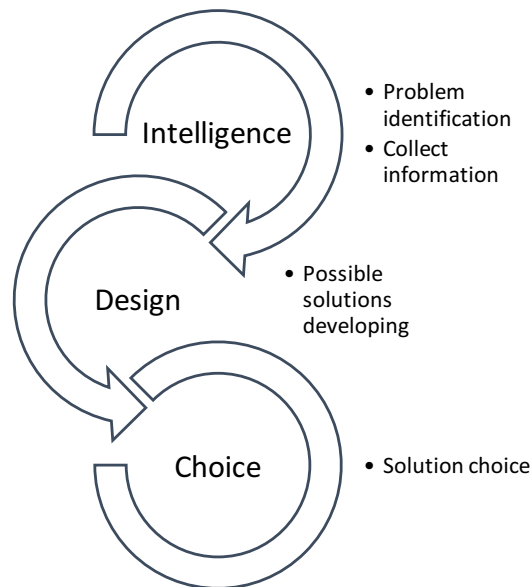 Intelligence
• Problem
identification
• Collect
information
Design
• Possible
solutions
developing
Choice
• Solution choice